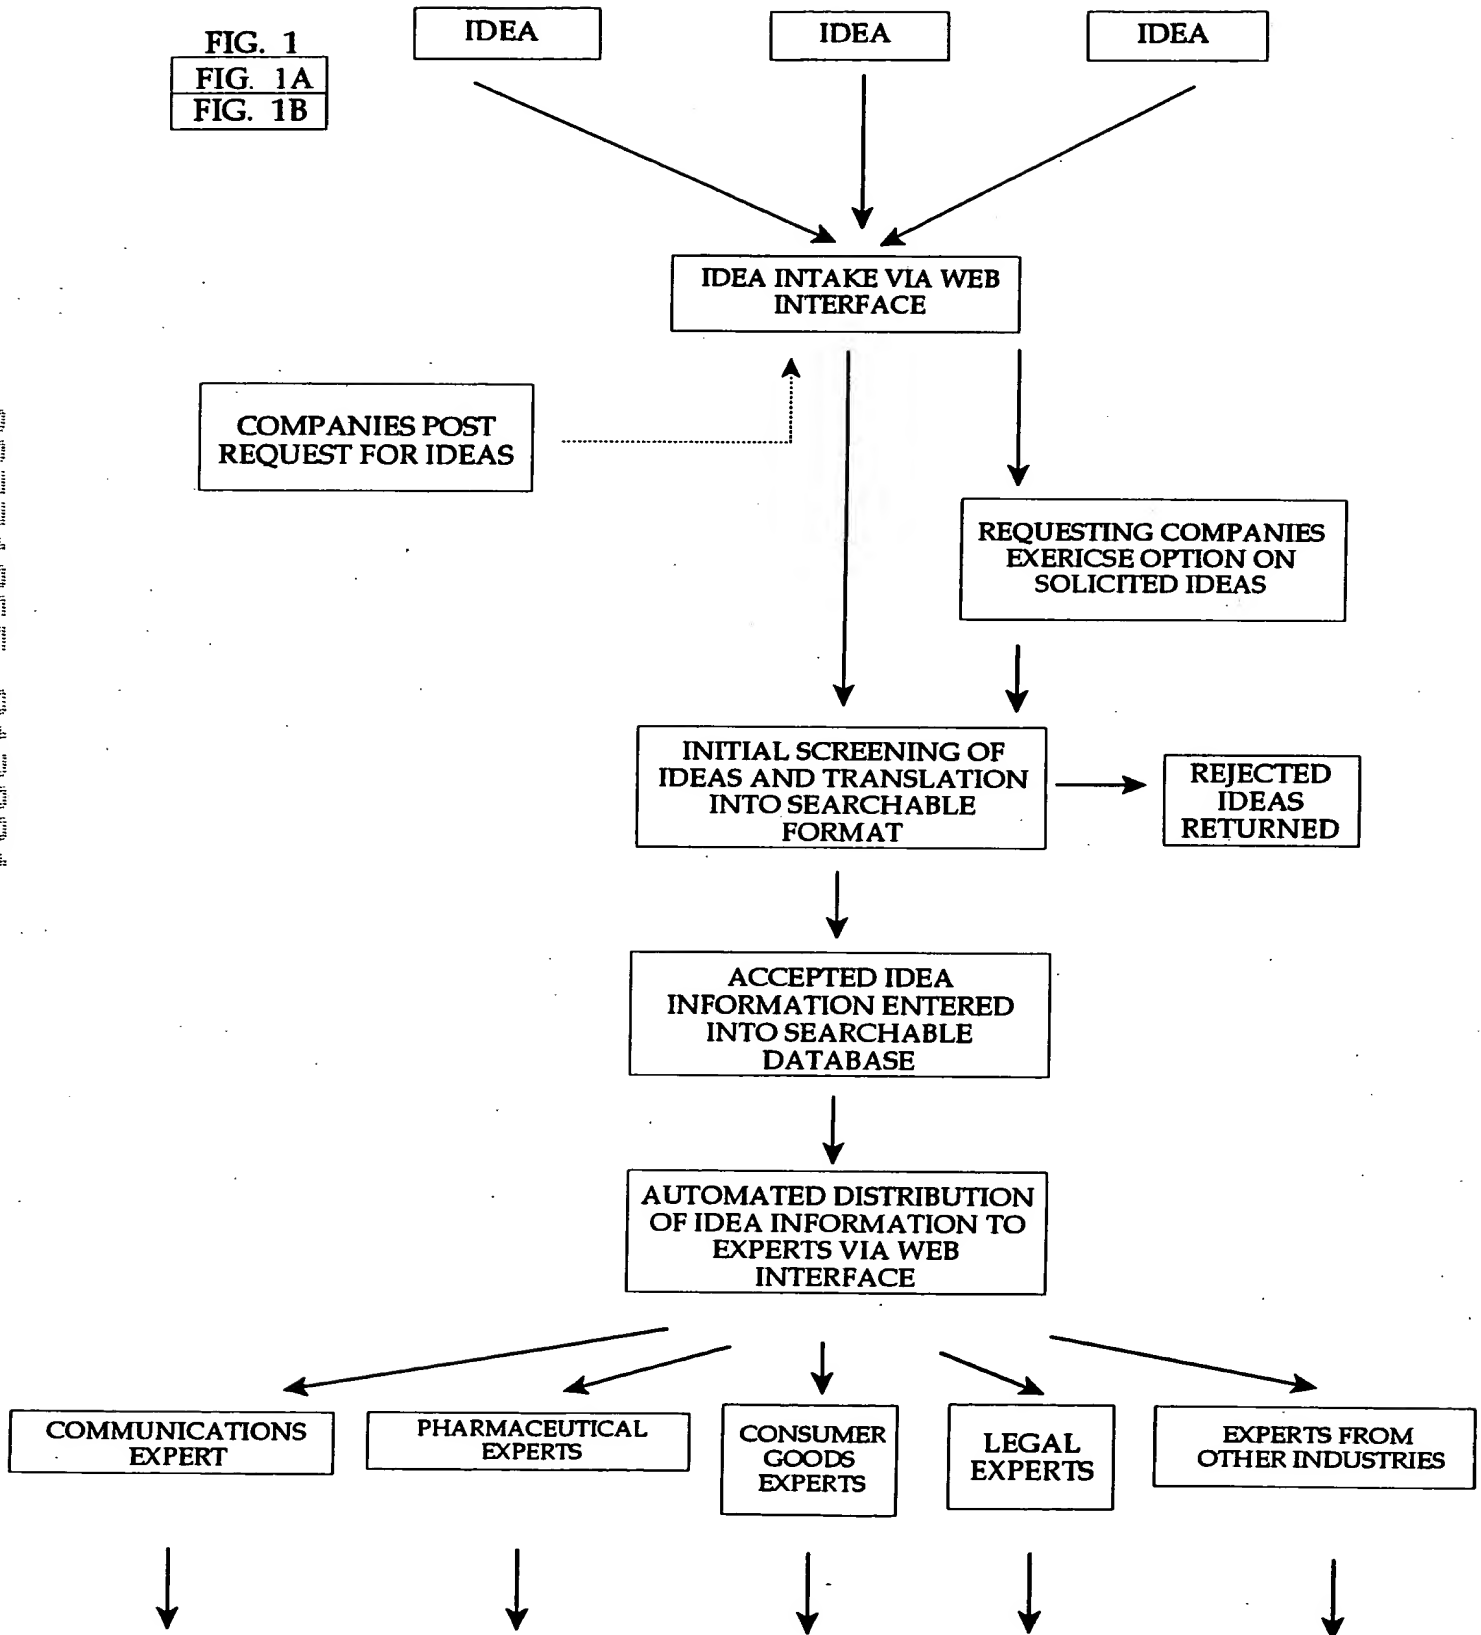 FIG. 1
FIG. 1A
FIG. 1B
IDEA
IDEA
IDEA
IDEA INTAKE VIA WEB
INTERFACE
COMPANIES POST
REQUEST FOR IDEAS
REQUESTING COMPANIES
EXERICSE OPTION ON
SOLICITED IDEAS
INITIAL SCREENING OF
IDEAS AND TRANSLATION
INTO SEARCHABLE
FORMAT
REJECTED
IDEAS
RETURNED
ACCEPTED IDEA
INFORMATION ENTERED
INTO SEARCHABLE
DATABASE
AUTOMATED DISTRIBUTION
OF IDEA INFORMATION TO
EXPERTS VIA WEB
INTERFACE
COMMUNICATIONS
EXPERT
PHARMACEUTICAL
EXPERTS
CONSUMER
GOODS
EXPERTS
LEGAL
EXPERTS
EXPERTS FROM
OTHER INDUSTRIES